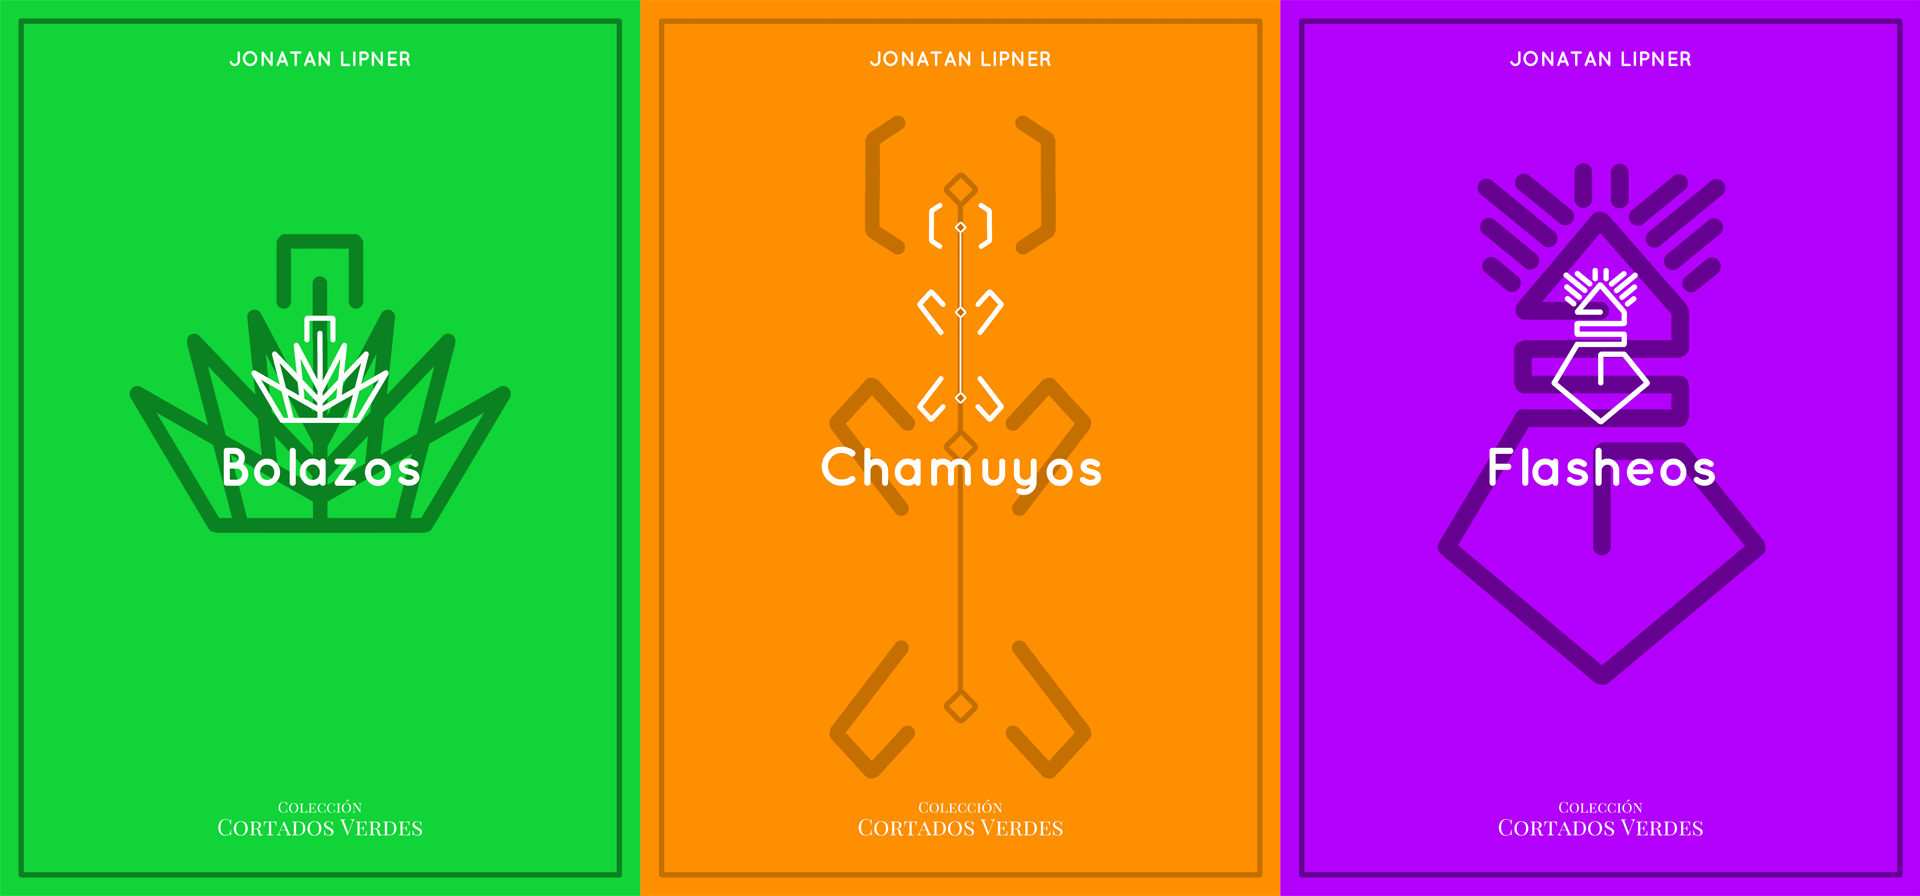 JONATAN LIPNER
Bolazos
Colección
Cortados Verdes
JONATAN LIPNER
Chamuyos
Colección
Cortados Verdes
JONATAN LIPNER
Flasheos
Colección
Cortados Verdes